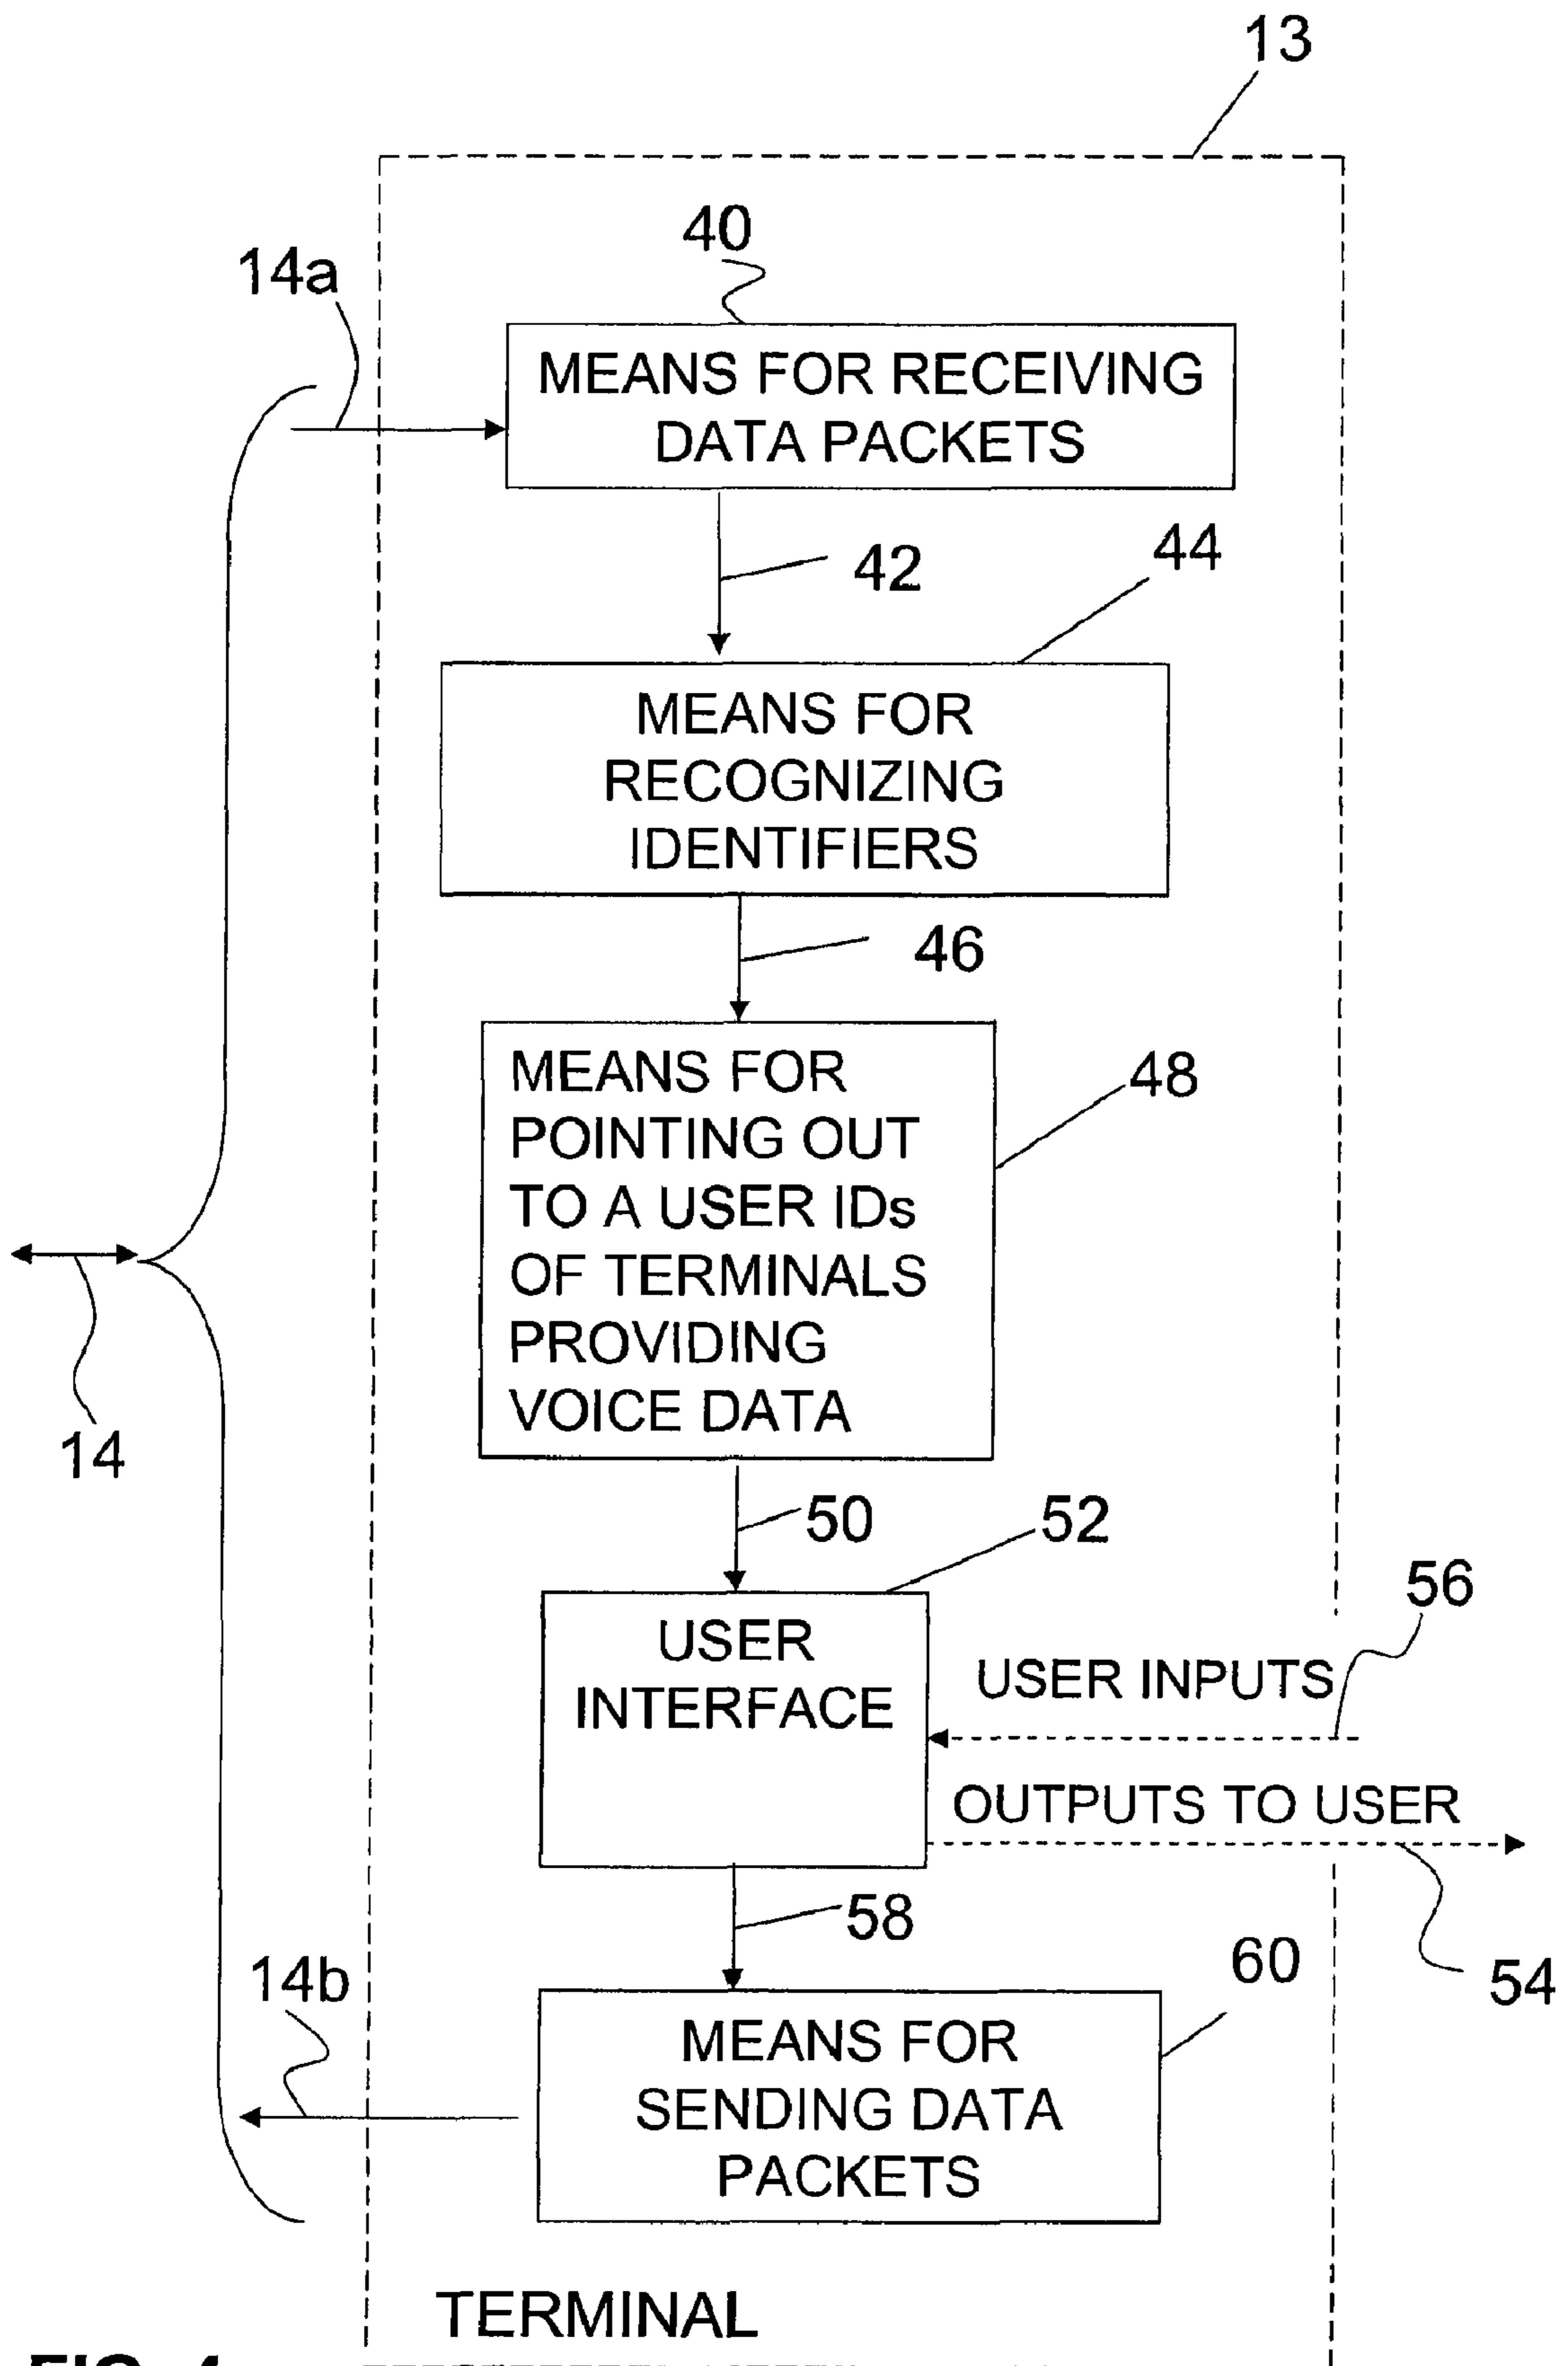 13
40
14a
MEANS FOR RECEIVING
DATA PACKETS
42
44
MEANS FOR
RECOGNIZING
IDENTIFIERS
46
MEANS FOR
POINTING OUT
TO A USER IDs
OF TERMINALS
PROVIDING
VOICE DATA
48
14
50
52
USER
INTERFACE
56
USER INPUTS
OUTPUTS TO USER
58
54
14b
60
MEANS FOR
SENDING DATA
PACKETS
TERMINAL